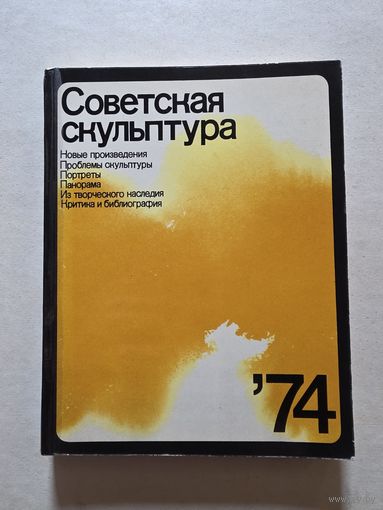 Советская
скульптура
Новые произведения
Проблемы скульптуры
Портреты
Панорама
Из творческого наследия
Критика и библиография
’74